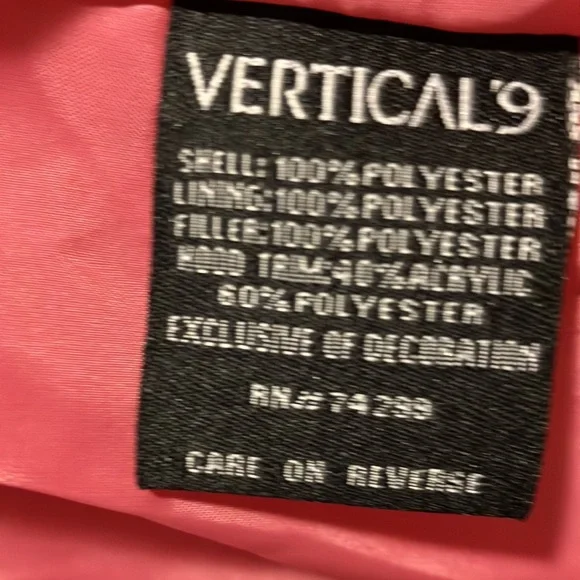 VERTICAL'9
SHELL: 100% POLYESTER
LINING: 100% POLYESTER
FILLER: 100% POLYESTER
HOOD TRIM: 40% ACRYLIC
60% POLYESTER
EXCLUSIVE OF DECORATION
RN# 74299
CARE ON REVERSE